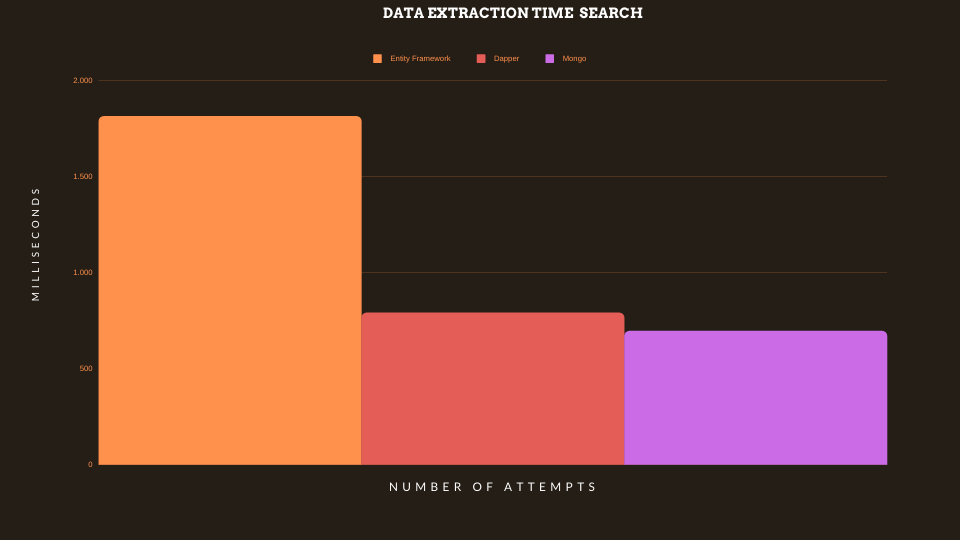 DATA EXTRACTION TIME SEARCH
Entity Framework Dapper Mongo
2.000
1.500
1.000
500
0
MILLISECONDS
NUMBER OF ATTEMPTS